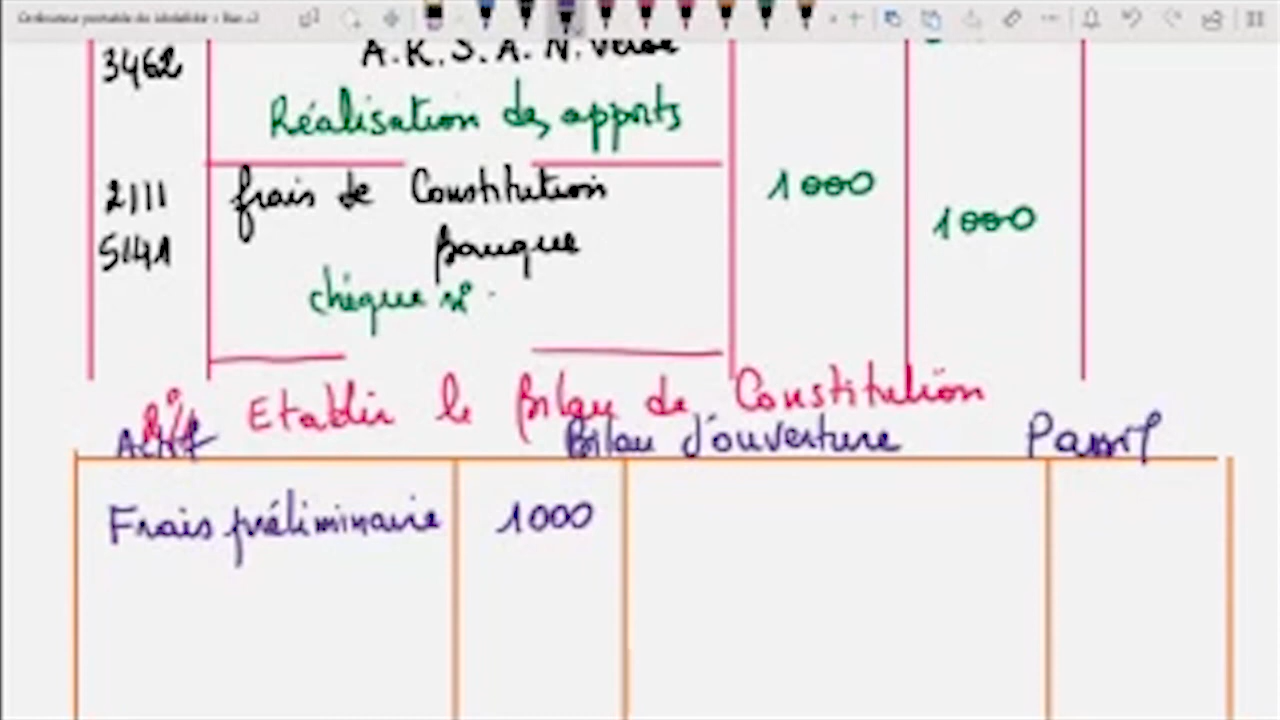 3462 A.K.S.A.N. Versé
Réalisation des apports
2111 frais de Constitution 1000
5141 Banque 1000
chèque n°
2°/ Etablir le Bilan de Constitution
Actif Bilan d'ouverture Passif
Frais préliminaire 1000